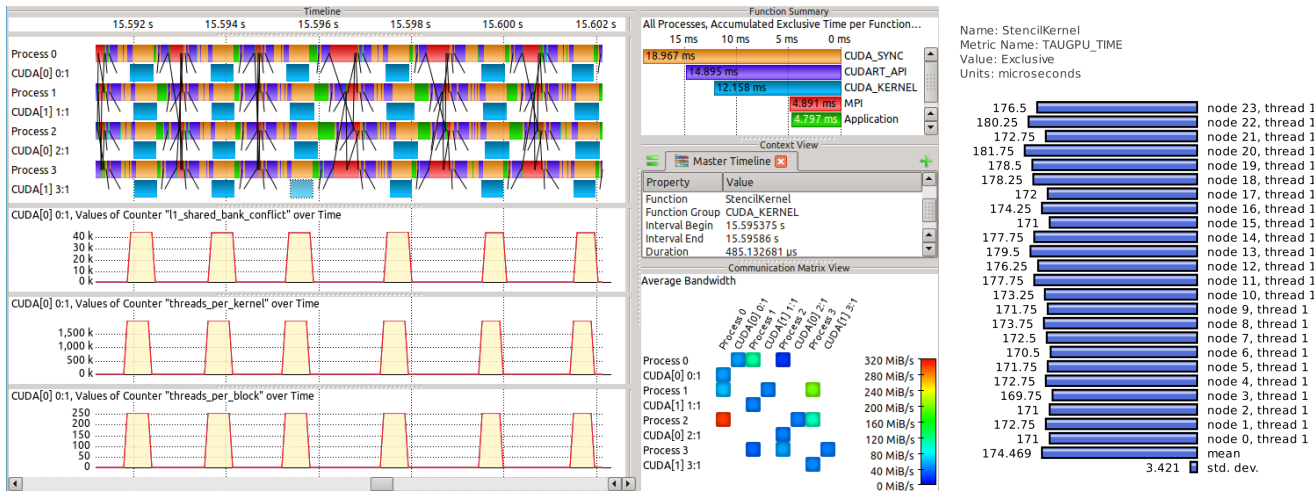 Timeline
15.592 s 15.594 s 15.596 s 15.598 s 15.600 s 15.602 s
Process 0
CUDA[0] 0:1
Process 1
CUDA[1] 1:1
Process 2
CUDA[0] 2:1
Process 3
CUDA[1] 3:1
CUDA[0] 0:1, Values of Counter "l1_shared_bank_conflict" over Time
40 k
30 k
20 k
10 k
0 k
CUDA[0] 0:1, Values of Counter "threads_per_kernel" over Time
1,500 k
1,000 k
500 k
0 k
CUDA[0] 0:1, Values of Counter "threads_per_block" over Time
250
200
150
100
50
0
Function Summary
All Processes, Accumulated Exclusive Time per Function...
15 ms 10 ms 5 ms 0 ms
18.967 ms CUDA_SYNC
14.895 ms CUDART_API
12.158 ms CUDA_KERNEL
4.891 ms MPI
4.797 ms Application
Context View
Master Timeline
Property Value
Function StencilKernel
Function Group CUDA_KERNEL
Interval Begin 15.595375 s
Interval End 15.59586 s
Duration 485.132681 µs
Communication Matrix View
Average Bandwidth
Process 0 CUDA[0] 0:1 Process 1 CUDA[1] 1:1 Process 2 CUDA[0] 2:1 Process 3 CUDA[1] 3:1
Process 0
CUDA[0] 0:1
Process 1
CUDA[1] 1:1
Process 2
CUDA[0] 2:1
Process 3
CUDA[1] 3:1
320 MiB/s
280 MiB/s
240 MiB/s
200 MiB/s
160 MiB/s
120 MiB/s
80 MiB/s
40 MiB/s
0 MiB/s
Name: StencilKernel
Metric Name: TAUGPU_TIME
Value: Exclusive
Units: microseconds
176.5 node 23, thread 1
180.25 node 22, thread 1
172.75 node 21, thread 1
181.75 node 20, thread 1
178.5 node 19, thread 1
178.25 node 18, thread 1
172 node 17, thread 1
174.25 node 16, thread 1
171 node 15, thread 1
177.75 node 14, thread 1
179.5 node 13, thread 1
176.25 node 12, thread 1
177.75 node 11, thread 1
173.25 node 10, thread 1
171.75 node 9, thread 1
173.75 node 8, thread 1
172.5 node 7, thread 1
170.5 node 6, thread 1
171.75 node 5, thread 1
172.75 node 4, thread 1
169.75 node 3, thread 1
171 node 2, thread 1
172.75 node 1, thread 1
171 node 0, thread 1
174.469 mean
3.421 std. dev.